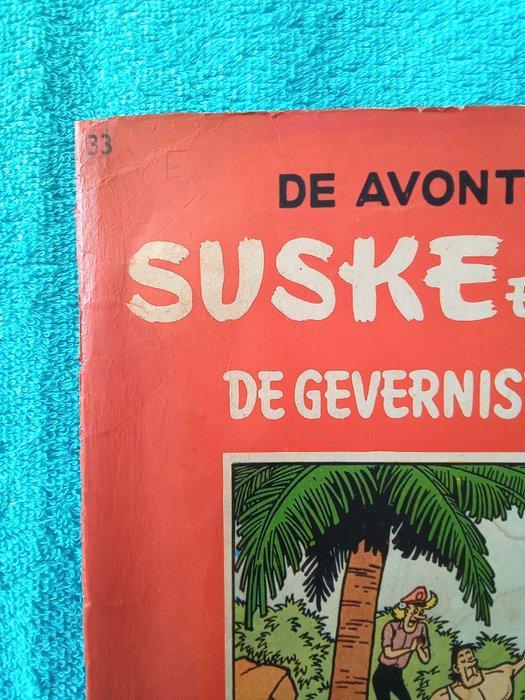 33
E
DE AVONT
SUSKE
DE GEVERNIS